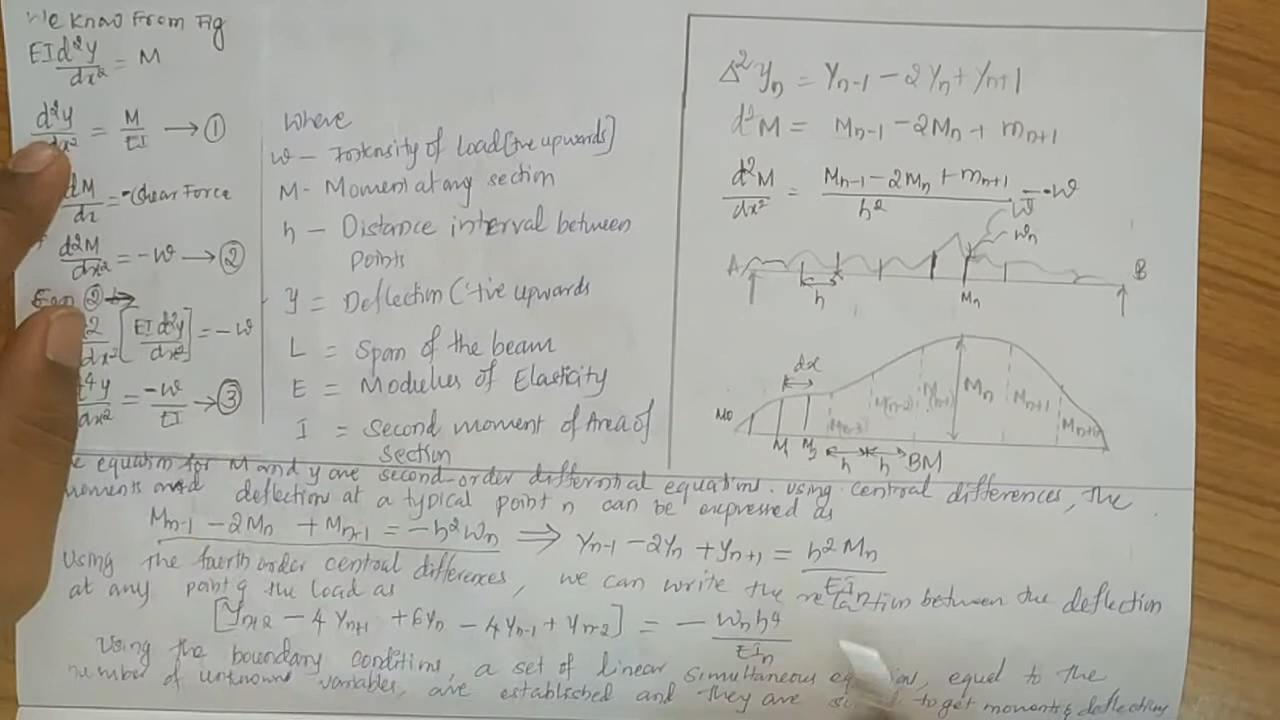 We Know From Fig
EI d²y/dx² = M
d²y/dx² = M/EI → ①
dM/dx = -Shear Force
d2M/dx² = -w → ②
Eqn ② →
[EI d²y/dx²] = -w
d⁴y/dx² = -w/EI → ③
Where
w - Intensity of Load [+ve upwards]
M - Moment at any section
h - Distance interval between
points
y = Deflection (+ive upwards
L = Span of the beam
E = Modulus of Elasticity
I = Second moment of Area of
section
Δ²yn = Yn-1 - 2Yn + Yn+1
d²M = Mn-1 - 2Mn + mn+1
d²M/dx² = Mn-1 - 2Mn + mn+1 / h² = -w
w
wn
A
B
h
Mn
dx
M0
M
M(n-2)
M(n-1)
Mn
Mn+1
h
h
BM
equation for M and y are second order differential equations. using central differences, the
moments and deflection at a typical point n can be expressed as
Mn-1 - 2Mn + Mn+1 = -h²wn ⇒ Yn-1 - 2Yn + Yn+1 = h²Mn/EIn
Using the fourth order central differences, we can write the relation between the deflection
at any point & the load as
[Yn+2 - 4Yn+1 + 6Yn - 4Yn-1 + Yn-2] = - wnh4/EIn
Using the boundary conditions, a set of linear simultaneous equal to the
number of unknown variables, are established and they are to get moments & deflection